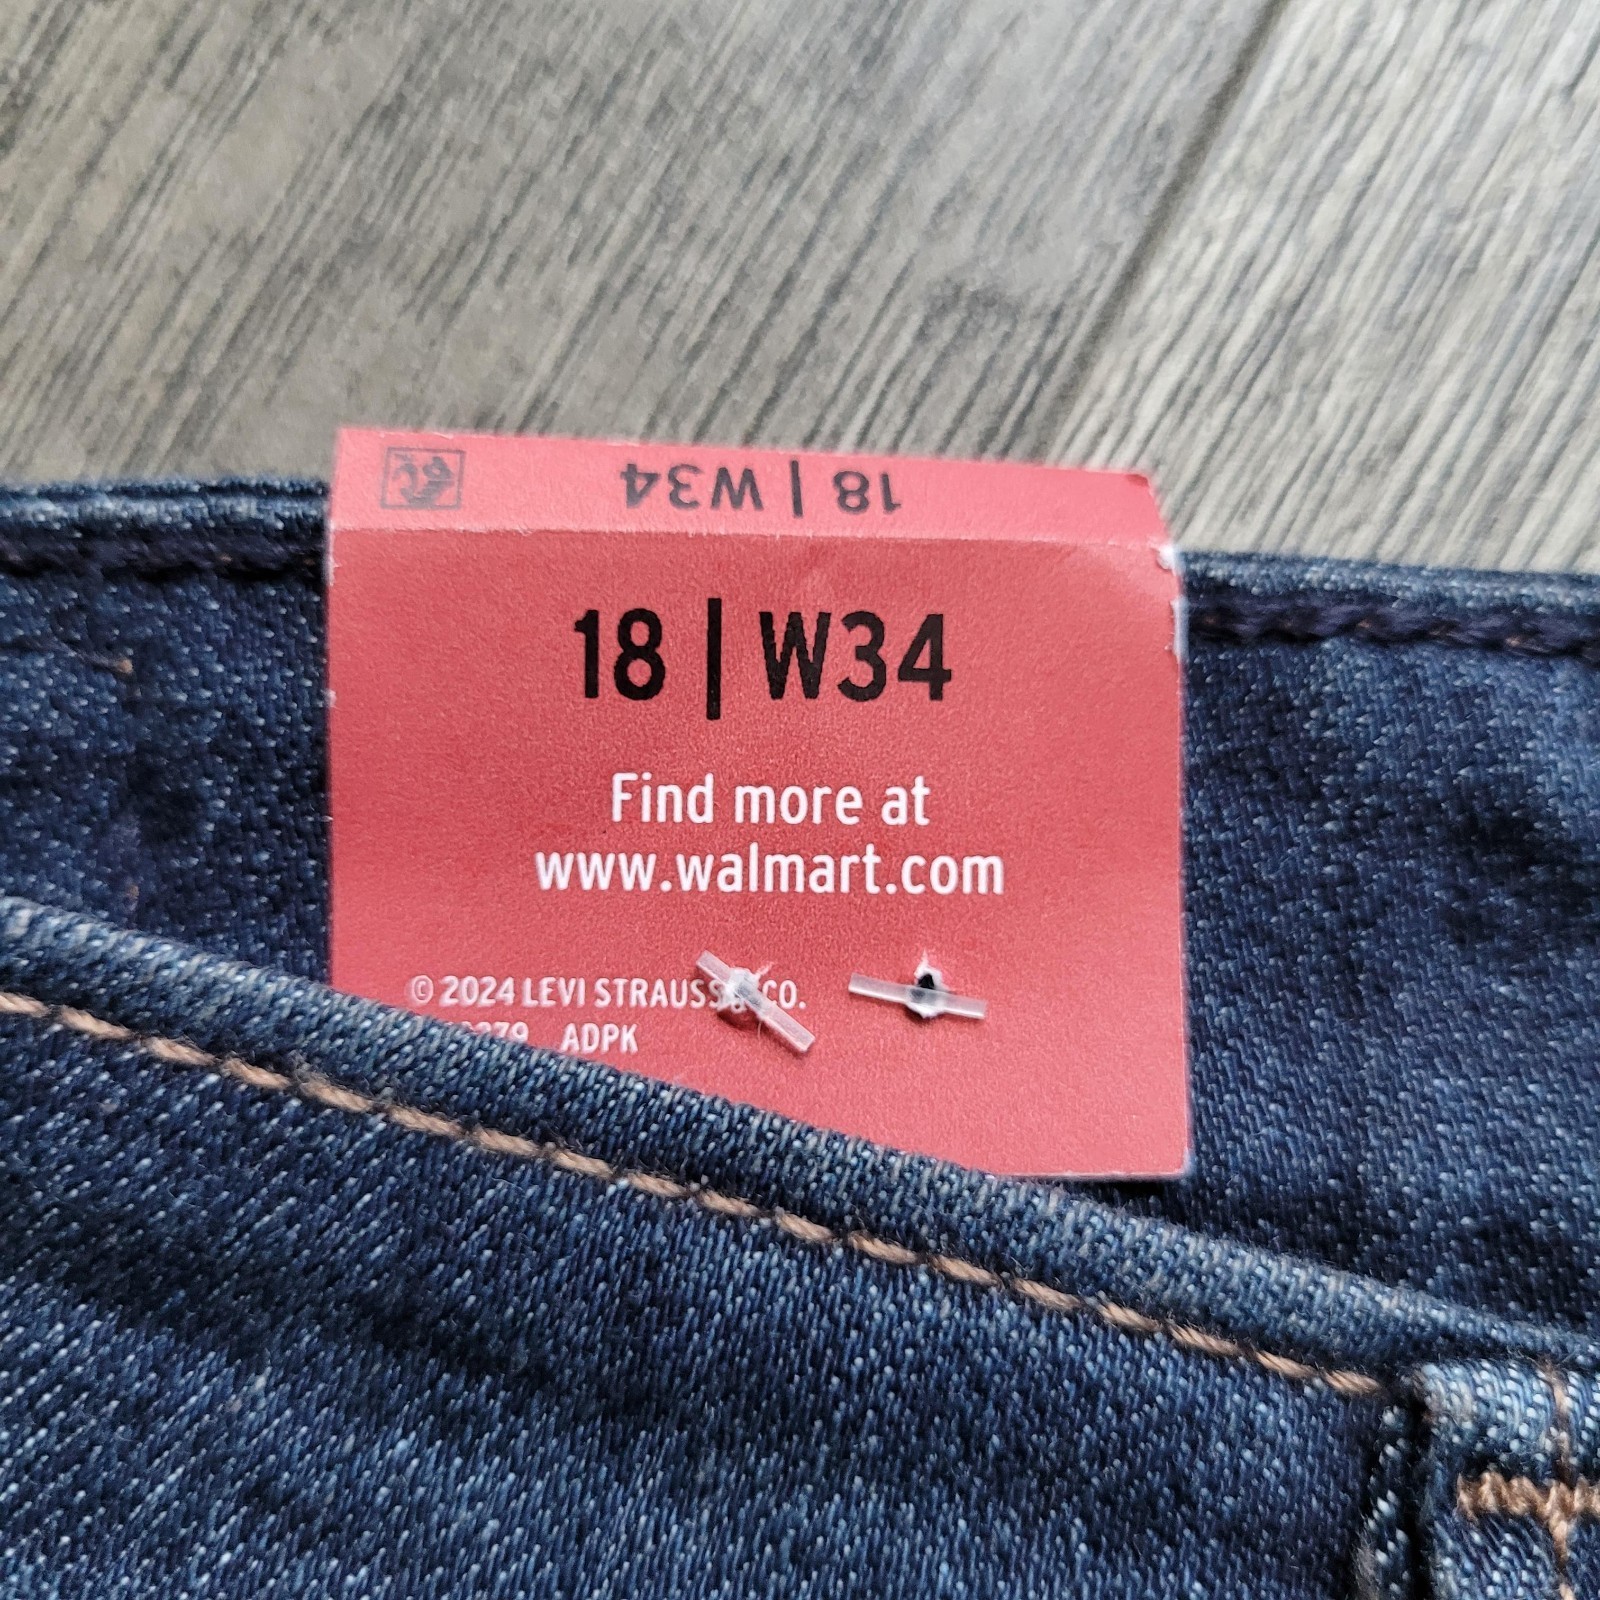 18 | W34
18 | W34
Find more at
www.walmart.com
© 2024 LEVI STRAUSS & CO.
ADPK